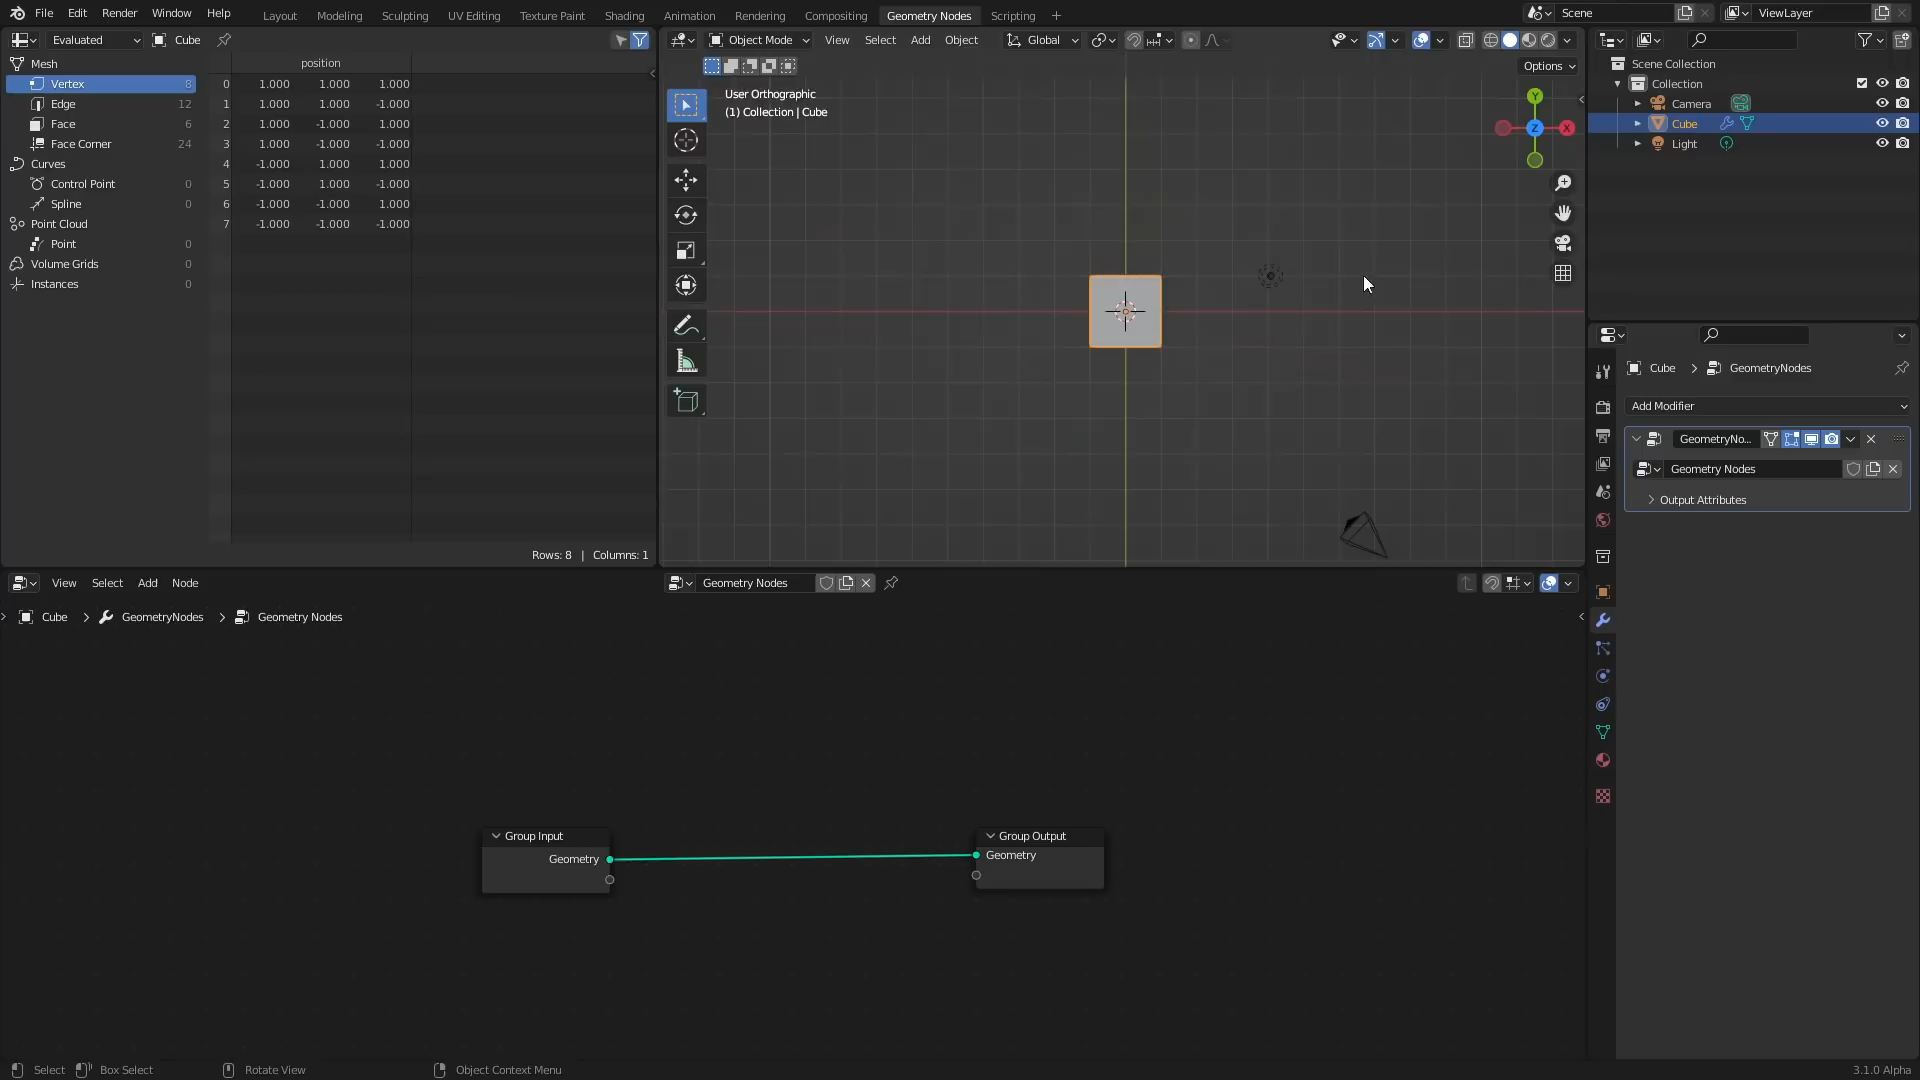 File Edit Render Window Help Layout Modeling Sculpting UV Editing Texture Paint Shading Animation Rendering Compositing Geometry Nodes Scripting + Scene ViewLayer
Evaluated Cube
Object Mode View Select Add Object Global
Options
position
Mesh
Vertex 8
Edge 12
Face 6
Face Corner 24
Curves
Control Point 0
Spline 0
Point Cloud
Point 0
Volume Grids 0
Instances 0
0 1.000 1.000 1.000
1 1.000 1.000 -1.000
2 1.000 -1.000 1.000
3 1.000 -1.000 -1.000
4 -1.000 1.000 1.000
5 -1.000 1.000 -1.000
6 -1.000 -1.000 1.000
7 -1.000 -1.000 -1.000
Rows: 8 | Columns: 1
User Orthographic
(1) Collection | Cube
Y
Z
X
Scene Collection
Collection
Camera
Cube
Light
Cube > GeometryNodes
Add Modifier
GeometryNo...
Geometry Nodes
Output Attributes
View Select Add Node Geometry Nodes
Cube > GeometryNodes > Geometry Nodes
Group Input
Geometry
Group Output
Geometry
Select Box Select Rotate View Object Context Menu 3.1.0 Alpha